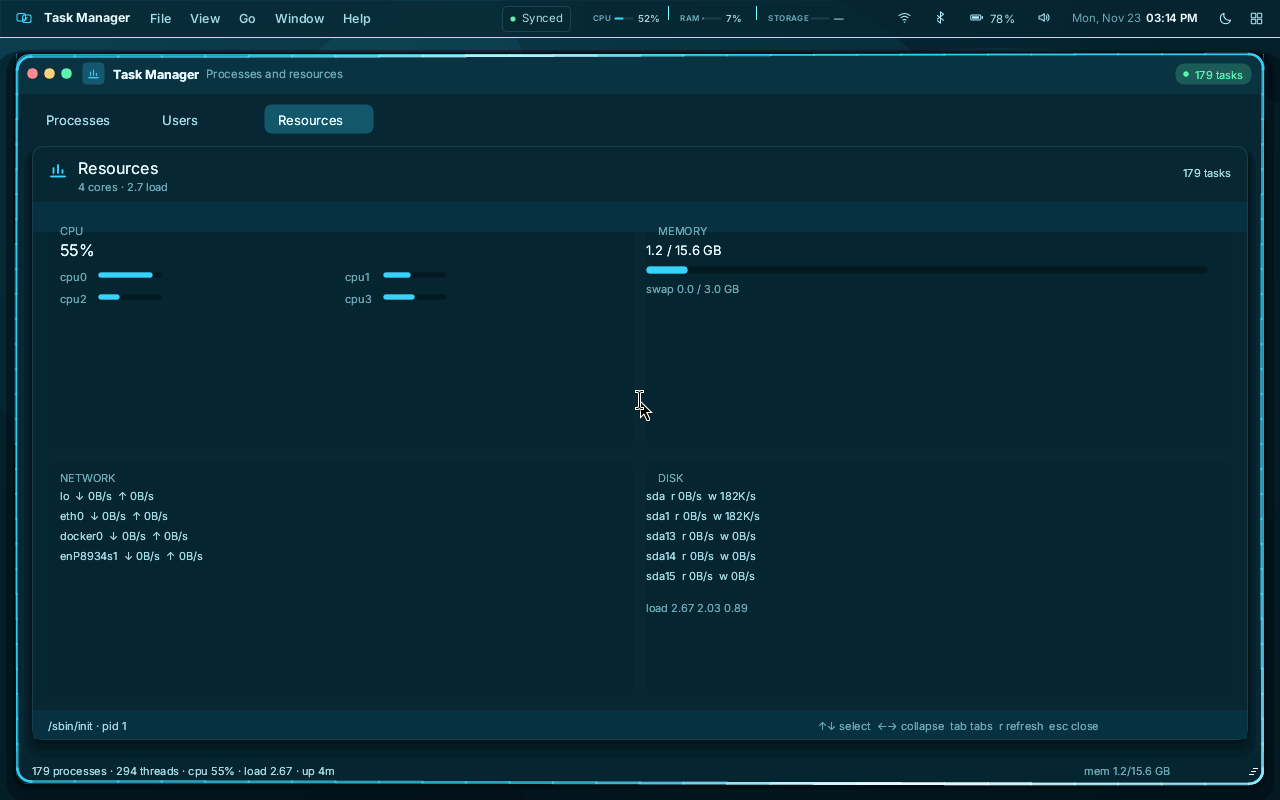 Task Manager File View Go Window Help Synced CPU 52% RAM 7% STORAGE — 78% Mon, Nov 23 03:14 PM
Task Manager Processes and resources 179 tasks
Processes Users Resources
Resources
4 cores · 2.7 load
179 tasks
CPU
55%
cpu0 cpu1
cpu2 cpu3
MEMORY
1.2 / 15.6 GB
swap 0.0 / 3.0 GB
NETWORK
lo ↓ 0B/s ↑ 0B/s
eth0 ↓ 0B/s ↑ 0B/s
docker0 ↓ 0B/s ↑ 0B/s
enP8934s1 ↓ 0B/s ↑ 0B/s
DISK
sda r 0B/s w 182K/s
sda1 r 0B/s w 182K/s
sda13 r 0B/s w 0B/s
sda14 r 0B/s w 0B/s
sda15 r 0B/s w 0B/s
load 2.67 2.03 0.89
/sbin/init · pid 1 ↑↓ select ←→ collapse tab tabs r refresh esc close
179 processes · 294 threads · cpu 55% · load 2.67 · up 4m mem 1.2/15.6 GB